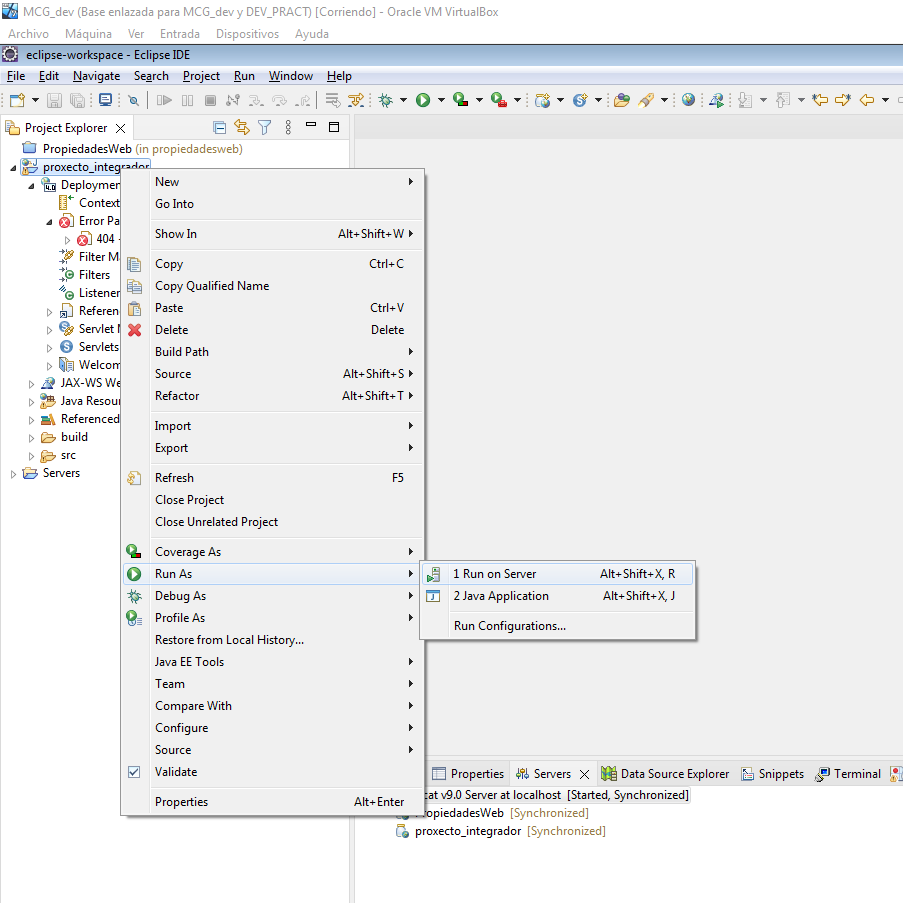 MCG_dev (Base enlazada para MCG_dev y DEV_PRACT) [Corriendo] - Oracle VM VirtualBox
Archivo Máquina Ver Entrada Dispositivos Ayuda
eclipse-workspace - Eclipse IDE
File Edit Navigate Search Project Run Window Help
Project Explorer
PropiedadesWeb (in propiedadesweb)
proxecto_integrador
Deploymen
Context
Error Pa
404 -
Filter M
Filters
Listener
Referen
Servlet M
Servlets
Welcom
JAX-WS We
Java Resour
Referenced
build
src
Servers
New
Go Into
Show In Alt+Shift+W
Copy Ctrl+C
Copy Qualified Name
Paste Ctrl+V
Delete Delete
Build Path
Source Alt+Shift+S
Refactor Alt+Shift+T
Import
Export
Refresh F5
Close Project
Close Unrelated Project
Coverage As
Run As
Debug As
Profile As
Restore from Local History...
Java EE Tools
Team
Compare With
Configure
Source
Validate
Properties Alt+Enter
1 Run on Server Alt+Shift+X, R
2 Java Application Alt+Shift+X, J
Run Configurations...
Properties Servers Data Source Explorer Snippets Terminal
cat v9.0 Server at localhost [Started, Synchronized]
PropiedadesWeb [Synchronized]
proxecto_integrador [Synchronized]